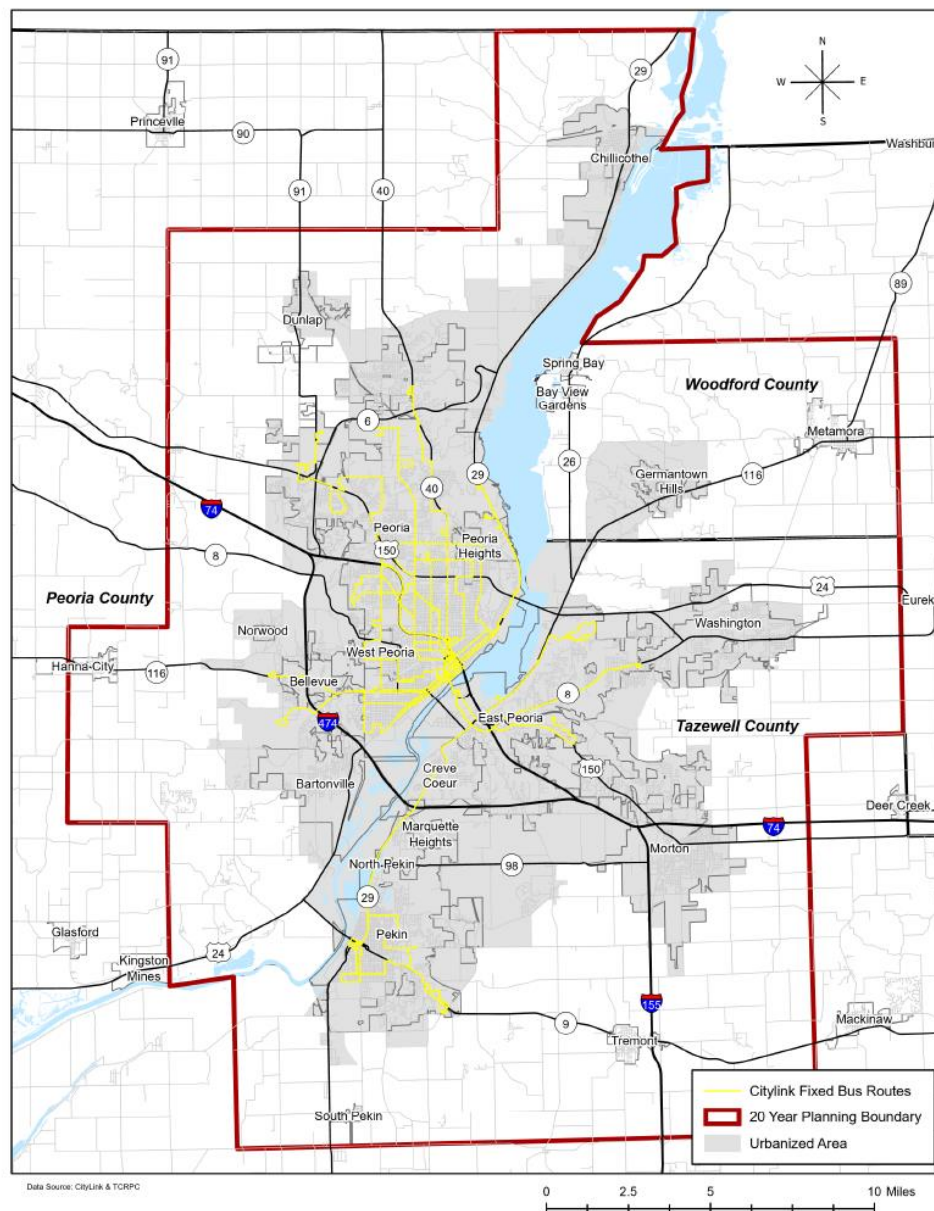 N
W E
S
91
29
Princeville
90
Chillicothe
Washbur
91
40
89
Dunlap
Spring Bay
Bay View
Gardens
Woodford County
6
Metamora
29
26
Germantown
Hills
116
40
74
Peoria
Peoria
Heights
150
8
24
Peoria County
Eurek
Washington
Norwood
West Peoria
Hanna-City
116
Bellevue
8
474
East Peoria
Tazewell County
150
Creve
Coeur
Bartonville
Deer Creek
74
Marquette
Heights
Morton
North Pekin
98
29
Glasford
Pekin
24
Kingston
Mines
155
9
Mackinaw
Tremont
South Pekin
Citylink Fixed Bus Routes
20 Year Planning Boundary
Urbanized Area
Data Source: CityLink & TCRPC
0 2.5 5 10 Miles